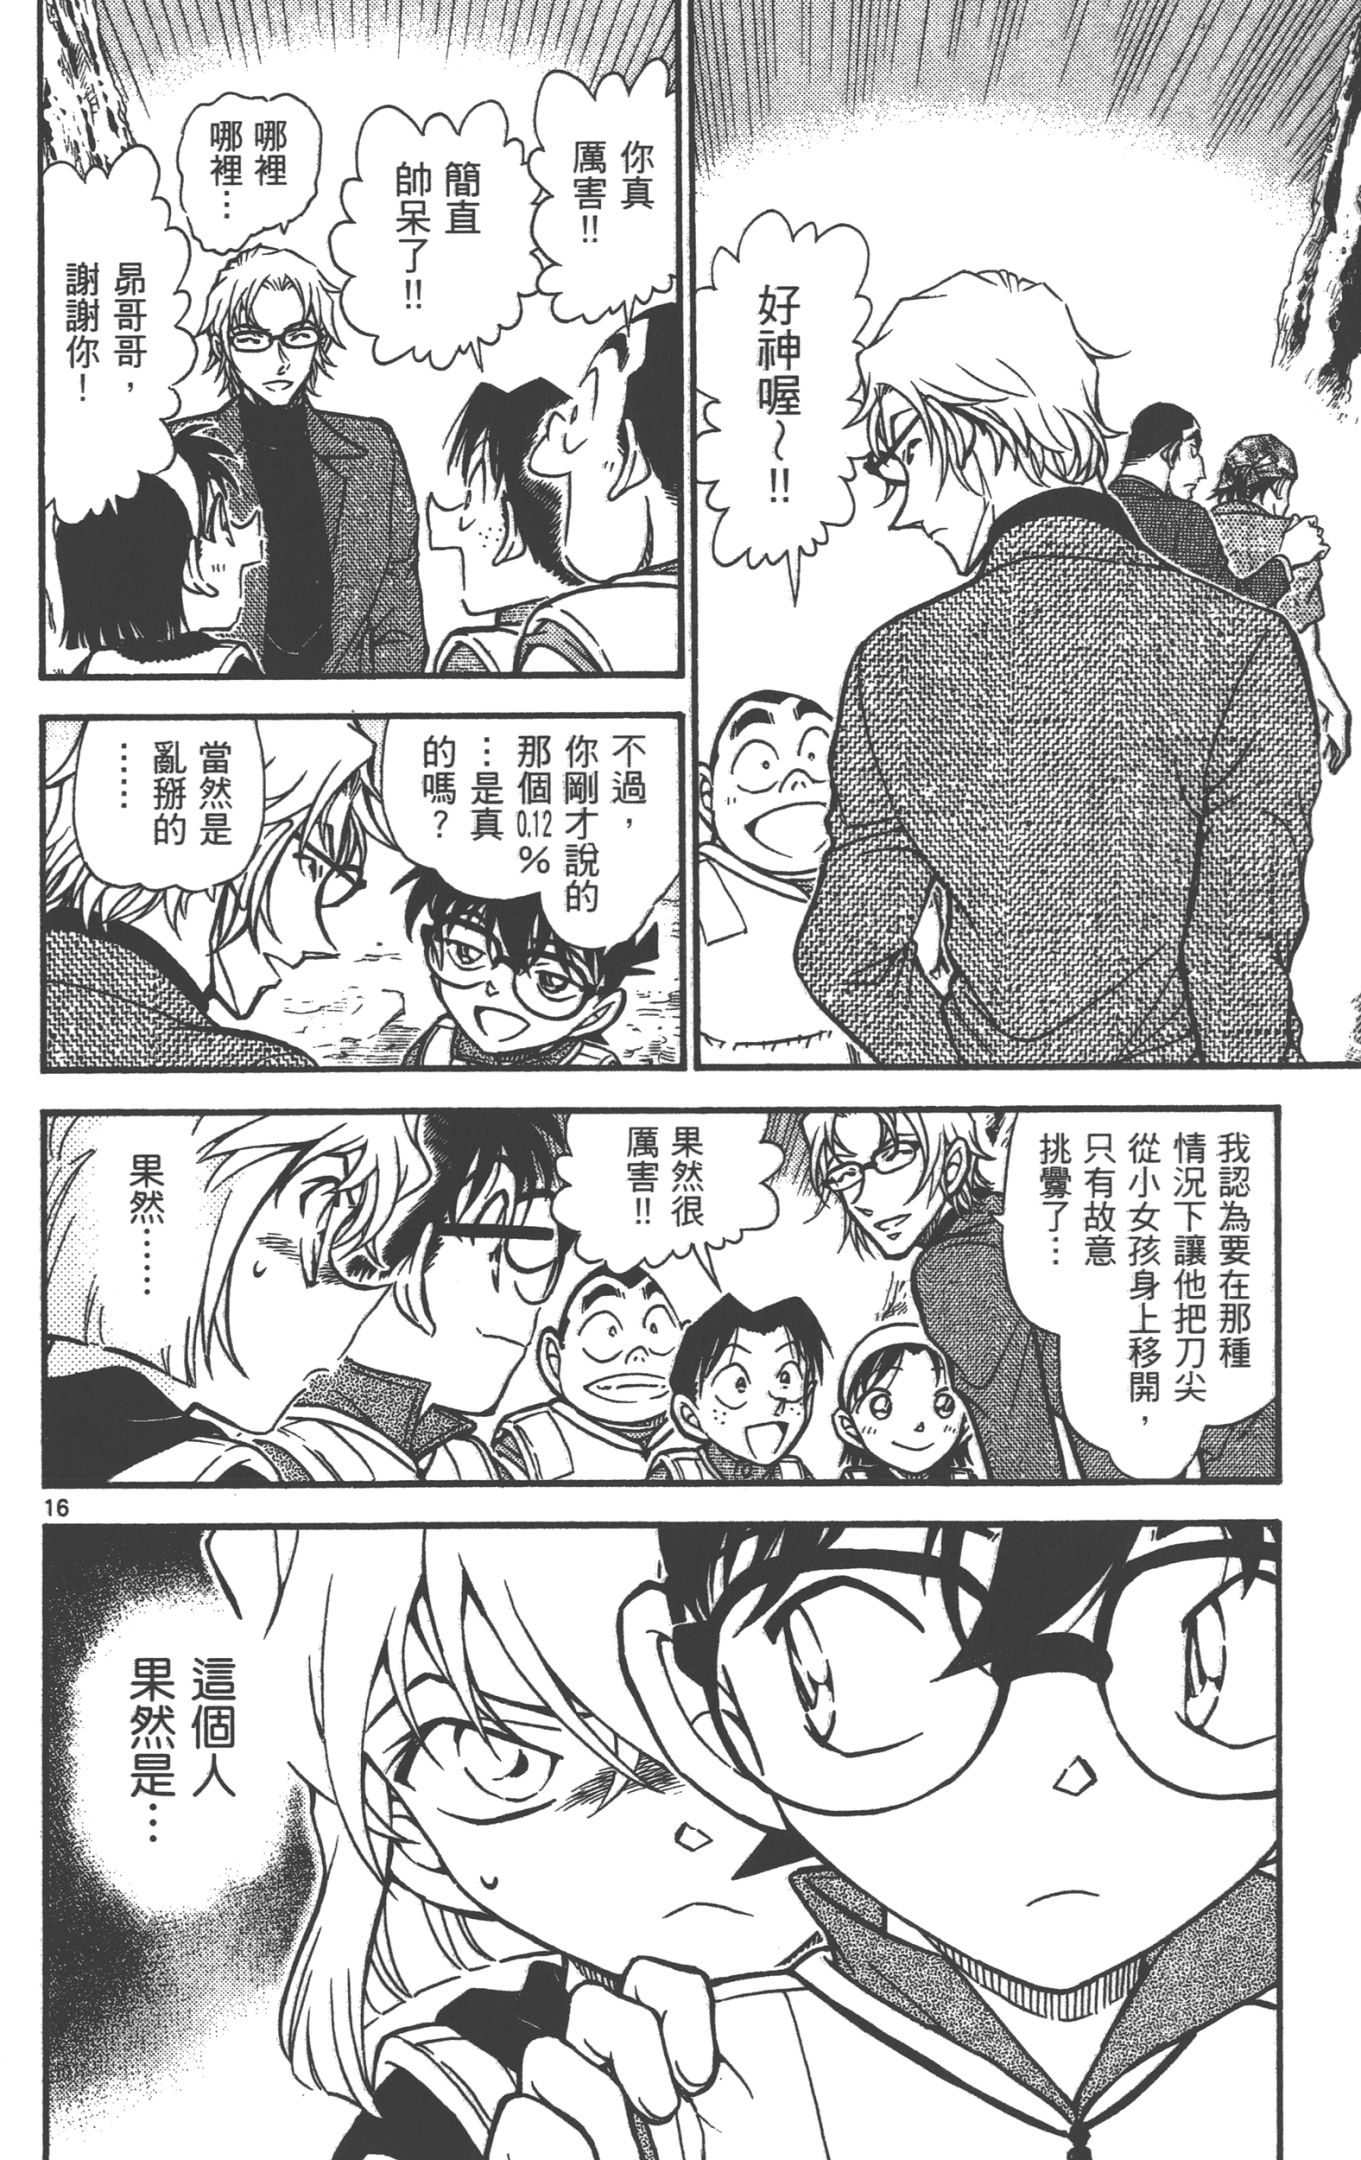 好神喔～!!
你真
厲害!!
簡直
帥呆了!!
哪裡
哪裡⋯
昴哥哥，
謝謝你！
不過，
你剛才說的
那個0.12%
⋯是真
的嗎？
當然是
亂掰的
⋯⋯
我認為要在那種
情況下讓他把刀尖
從小女孩身上移開，
只有故意
挑釁了⋯
果然很
厲害!!
果然⋯⋯
16
這個人
果然是⋯